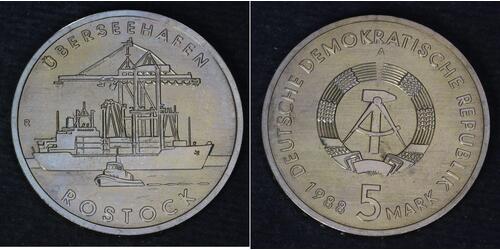 ÜBERSEEHAFEN
R
ROSTOCK
A
DEUTSCHE DEMOKRATISCHE REPUBLIK
1988 5 MARK